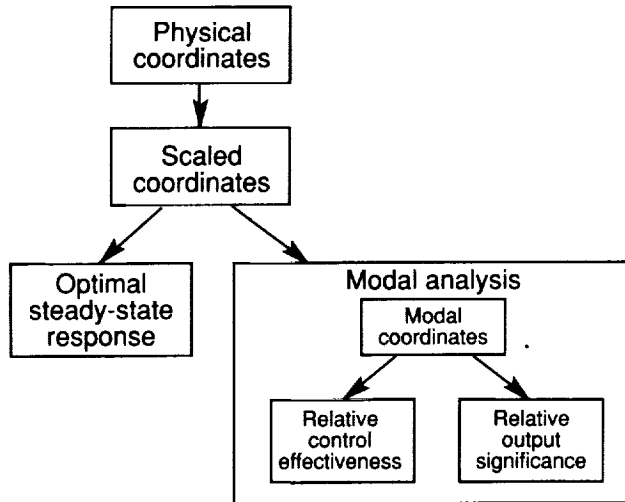 Physical
coordinates
Scaled
coordinates
Optimal
steady-state
response
Modal analysis
Modal
coordinates
Relative
control
effectiveness
Relative
output
significance